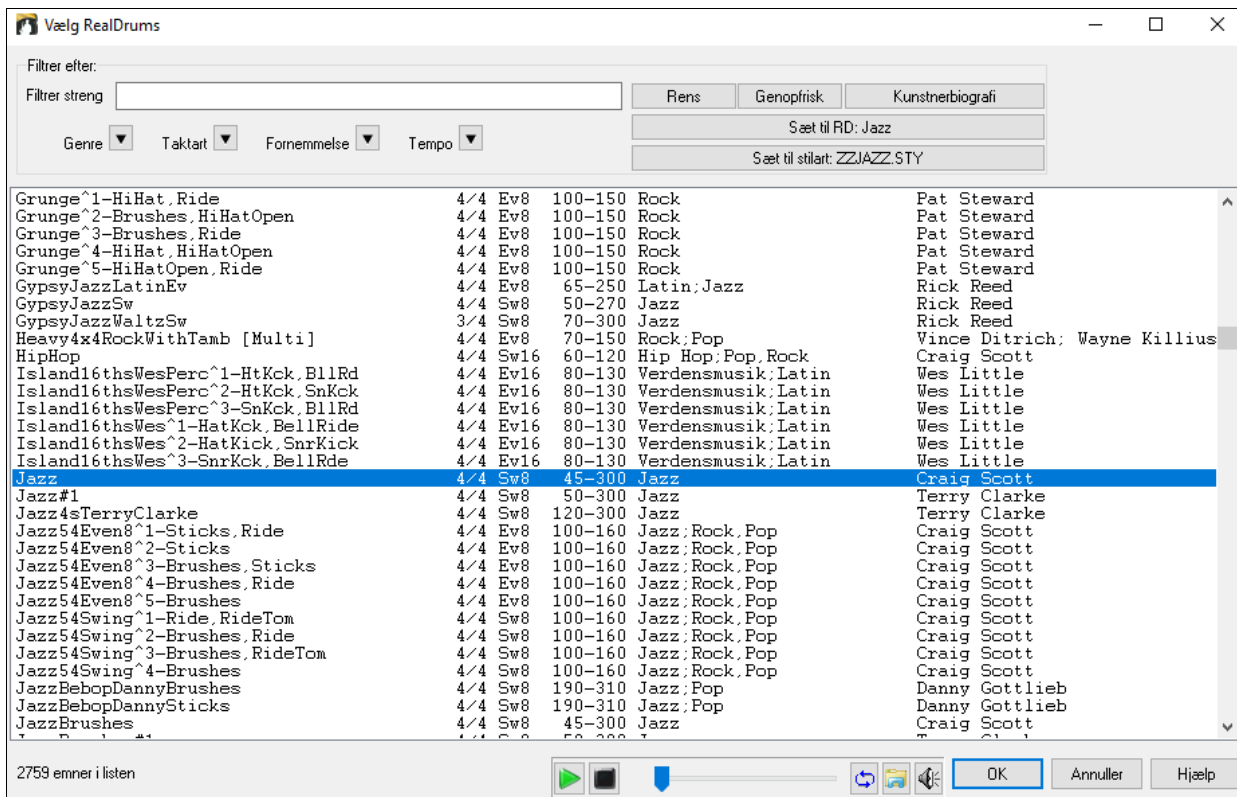 Vælg RealDrums
Filtrer efter:
Filtrer streng
Rens Genopfrisk Kunstnerbiografi
Sæt til RD: Jazz
Genre Taktart Fornemmelse Tempo
Sæt til stilart: ZZJAZZ.STY
Grunge^1-HiHat,Ride 4/4 Ev8 100-150 Rock Pat Steward
Grunge^2-Brushes,HiHatOpen 4/4 Ev8 100-150 Rock Pat Steward
Grunge^3-Brushes,Ride 4/4 Ev8 100-150 Rock Pat Steward
Grunge^4-HiHat,HiHatOpen 4/4 Ev8 100-150 Rock Pat Steward
Grunge^5-HiHatOpen,Ride 4/4 Ev8 100-150 Rock Pat Steward
GypsyJazzLatinEv 4/4 Ev8 65-250 Latin;Jazz Rick Reed
GypsyJazzSw 4/4 Sw8 50-270 Jazz Rick Reed
GypsyJazzWaltzSw 3/4 Sw8 70-300 Jazz Rick Reed
Heavy4x4RockWithTamb [Multi] 4/4 Ev8 70-150 Rock;Pop Vince Ditrich; Wayne Killius
HipHop 4/4 Sw16 60-120 Hip Hop;Pop,Rock Craig Scott
Island16thsWesPerc^1-HtKck,BllRd 4/4 Ev16 80-130 Verdensmusik;Latin Wes Little
Island16thsWesPerc^2-HtKck,SnKck 4/4 Ev16 80-130 Verdensmusik;Latin Wes Little
Island16thsWesPerc^3-SnKck,BllRd 4/4 Ev16 80-130 Verdensmusik;Latin Wes Little
Island16thsWes^1-HatKck,BellRide 4/4 Ev16 80-130 Verdensmusik;Latin Wes Little
Island16thsWes^2-HatKick,SnrKick 4/4 Ev16 80-130 Verdensmusik;Latin Wes Little
Island16thsWes^3-SnrKck,BellRde 4/4 Ev16 80-130 Verdensmusik;Latin Wes Little
Jazz 4/4 Sw8 45-300 Jazz Craig Scott
Jazz#1 4/4 Sw8 50-300 Jazz Terry Clarke
Jazz4sTerryClarke 4/4 Sw8 120-300 Jazz Terry Clarke
Jazz54Even8^1-Sticks,Ride 4/4 Ev8 100-160 Jazz;Rock,Pop Craig Scott
Jazz54Even8^2-Sticks 4/4 Ev8 100-160 Jazz;Rock,Pop Craig Scott
Jazz54Even8^3-Brushes,Sticks 4/4 Ev8 100-160 Jazz;Rock,Pop Craig Scott
Jazz54Even8^4-Brushes,Ride 4/4 Ev8 100-160 Jazz;Rock,Pop Craig Scott
Jazz54Even8^5-Brushes 4/4 Ev8 100-160 Jazz;Rock,Pop Craig Scott
Jazz54Swing^1-Ride,RideTom 4/4 Sw8 100-160 Jazz;Rock,Pop Craig Scott
Jazz54Swing^2-Brushes,Ride 4/4 Sw8 100-160 Jazz;Rock,Pop Craig Scott
Jazz54Swing^3-Brushes,RideTom 4/4 Sw8 100-160 Jazz;Rock,Pop Craig Scott
Jazz54Swing^4-Brushes 4/4 Sw8 100-160 Jazz;Rock,Pop Craig Scott
JazzBebopDannyBrushes 4/4 Sw8 190-310 Jazz;Pop Danny Gottlieb
JazzBebopDannySticks 4/4 Sw8 190-310 Jazz;Pop Danny Gottlieb
JazzBrushes 4/4 Sw8 45-300 Jazz Craig Scott
2759 emner i listen
OK Annuller Hjælp